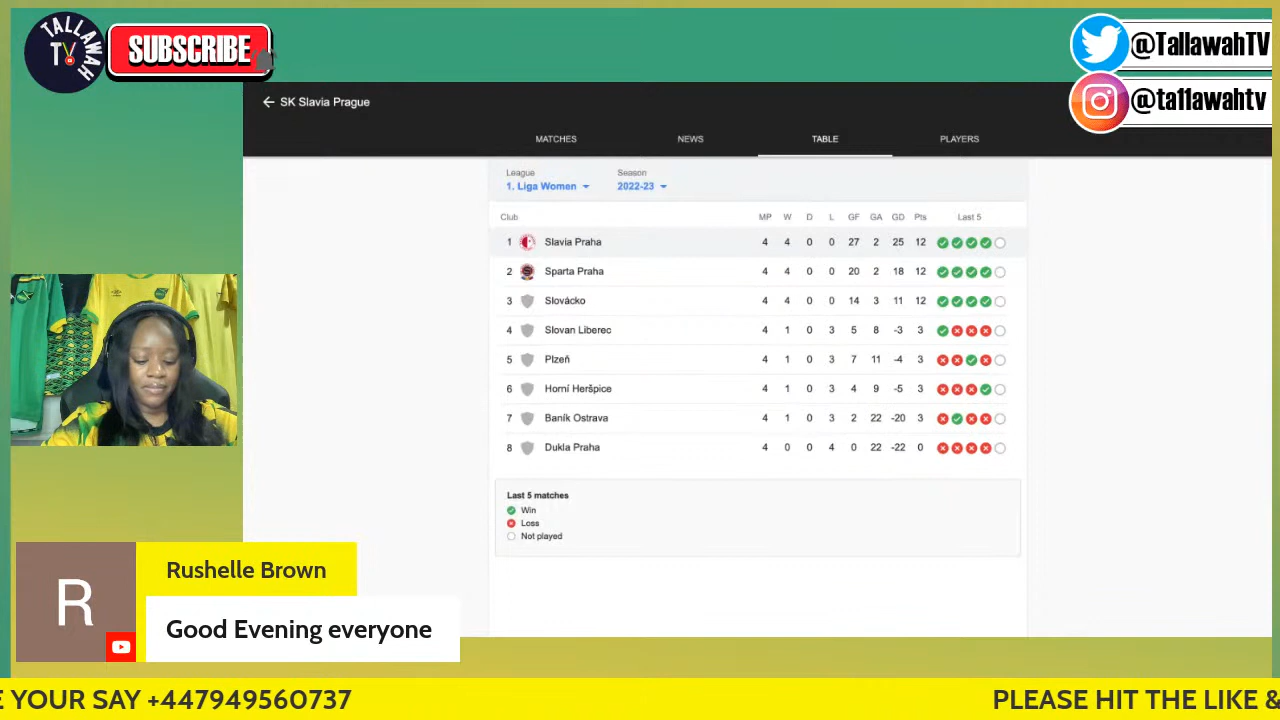 TALLAWAH
TV
SUBSCRIBE
@TallawahTV
@ta11awahtv
SK Slavia Prague
MATCHES NEWS TABLE PLAYERS
League Season
1. Liga Women 2022-23
Club MP W D L GF GA GD Pts Last 5
1 Slavia Praha 4 4 0 0 27 2 25 12
2 Sparta Praha 4 4 0 0 20 2 18 12
3 Slovácko 4 4 0 0 14 3 11 12
4 Slovan Liberec 4 1 0 3 5 8 -3 3
5 Plzeň 4 1 0 3 7 11 -4 3
6 Horní Heršpice 4 1 0 3 4 9 -5 3
7 Baník Ostrava 4 1 0 3 2 22 -20 3
8 Dukla Praha 4 0 0 4 0 22 -22 0
Last 5 matches
Win
Loss
Not played
R
Rushelle Brown
Good Evening everyone
E YOUR SAY +447949560737 PLEASE HIT THE LIKE &